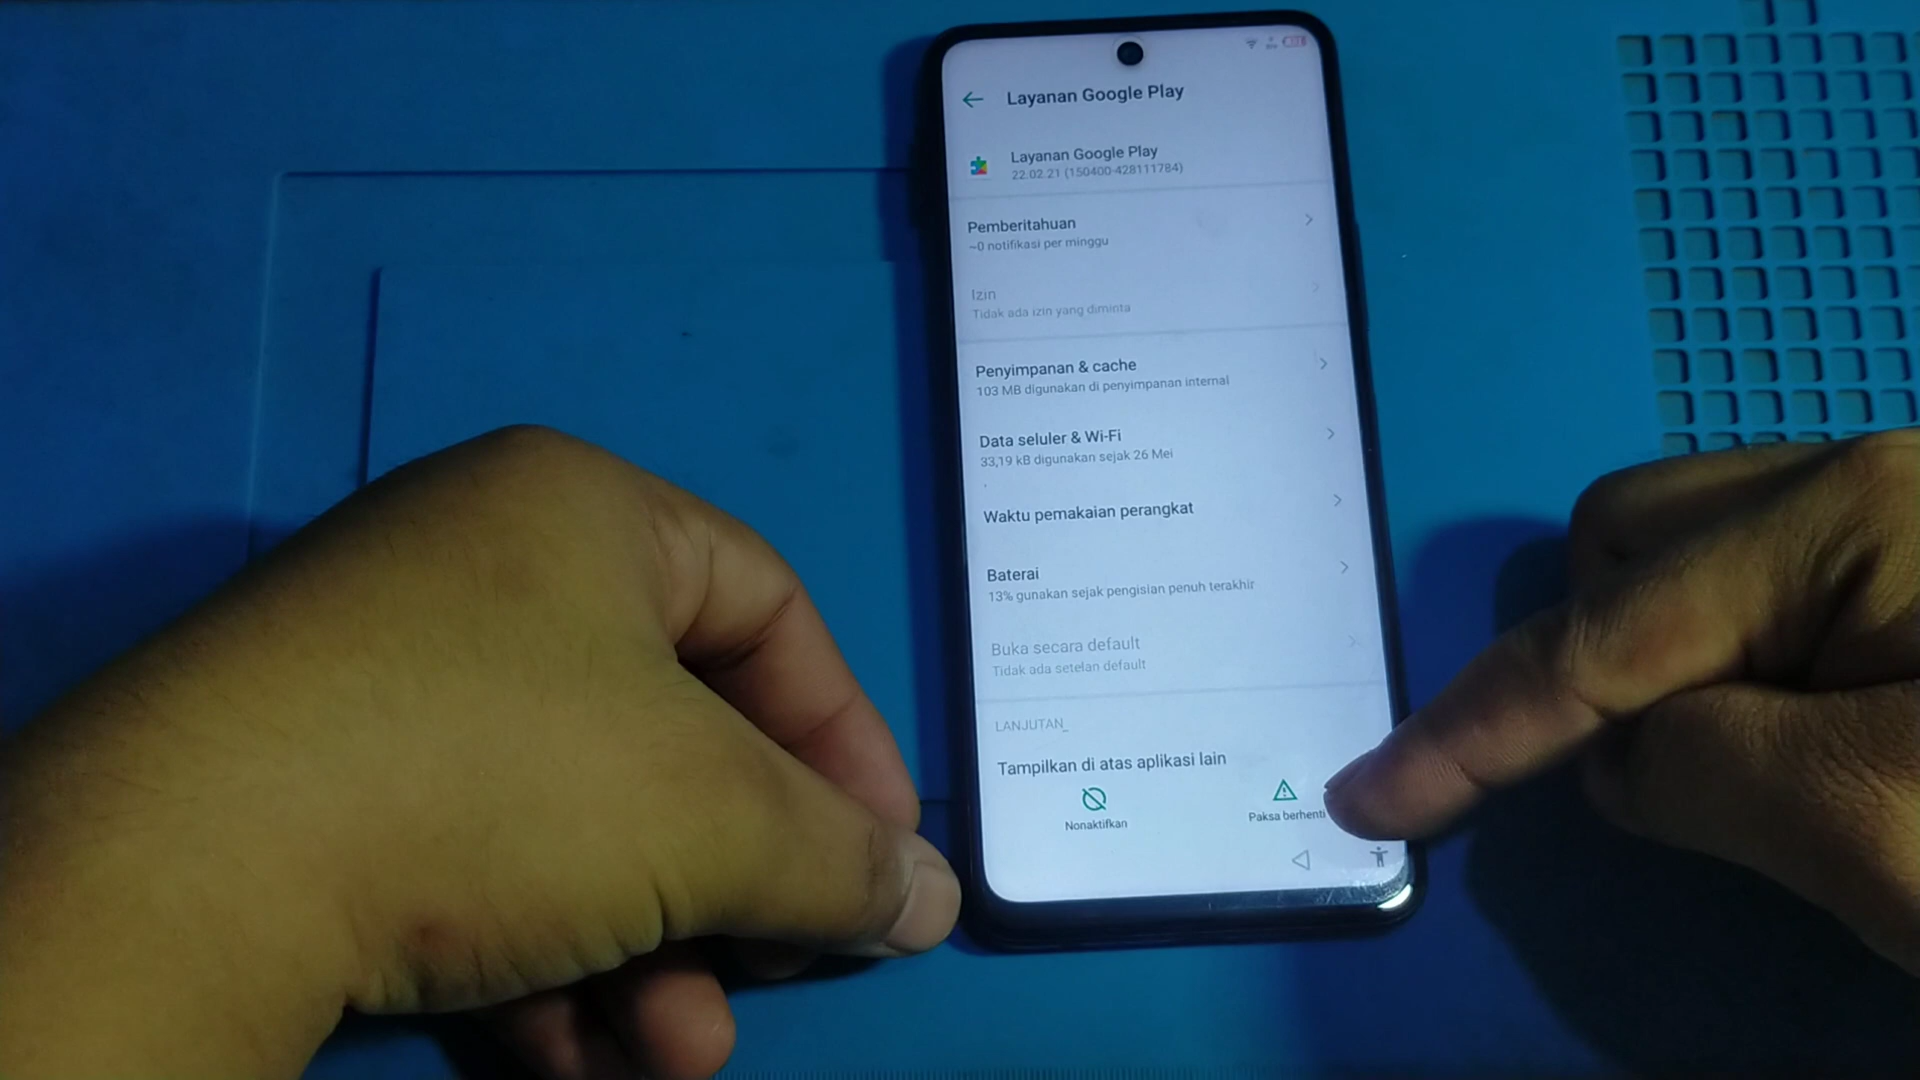 Layanan Google Play
Layanan Google Play
22.02.21 (150400-428111784)
Pemberitahuan
~0 notifikasi per minggu
Izin
Tidak ada izin yang diminta
Penyimpanan & cache
103 MB digunakan di penyimpanan internal
Data seluler & Wi-Fi
33,19 kB digunakan sejak 26 Mei
Waktu pemakaian perangkat
Baterai
13% gunakan sejak pengisian penuh terakhir
Buka secara default
Tidak ada setelan default
LANJUTAN_
Tampilkan di atas aplikasi lain
Nonaktifkan
Paksa berhenti